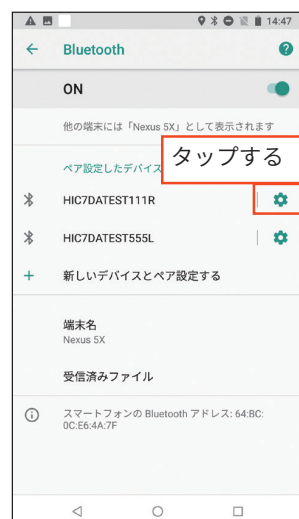 14:47
Bluetooth
ON
他の端末には「Nexus 5X」として表示されます
ペア設定したデバイス
タップする
HIC7DATEST111R
HIC7DATEST555L
新しいデバイスとペア設定する
端末名
Nexus 5X
受信済みファイル
スマートフォンの Bluetooth アドレス: 64:BC:
0C:E6:4A:7F